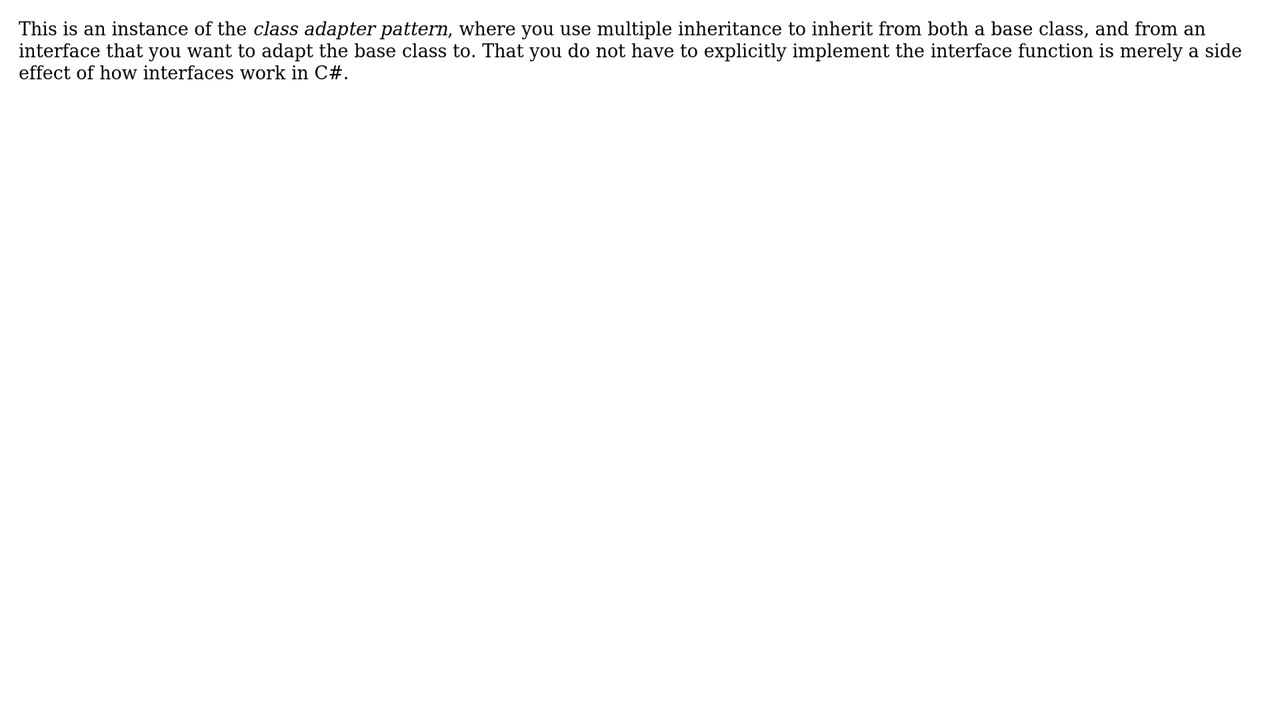 This is an instance of the class adapter pattern, where you use multiple inheritance to inherit from both a base class, and from an
interface that you want to adapt the base class to. That you do not have to explicitly implement the interface function is merely a side
effect of how interfaces work in C#.